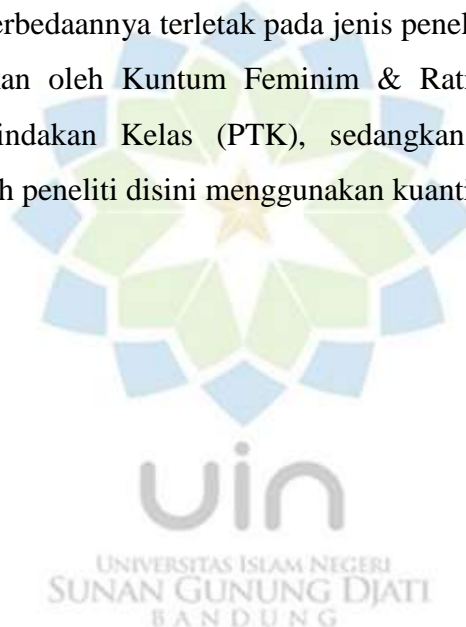 erbedaannya terletak pada jenis penel
an oleh Kuntum Feminim & Rat
indakan Kelas (PTK), sedangkan
h peneliti disini menggunakan kuanti
uin
UNIVERSITAS ISLAM NEGERI
SUNAN GUNUNG DJATI
BANDUNG